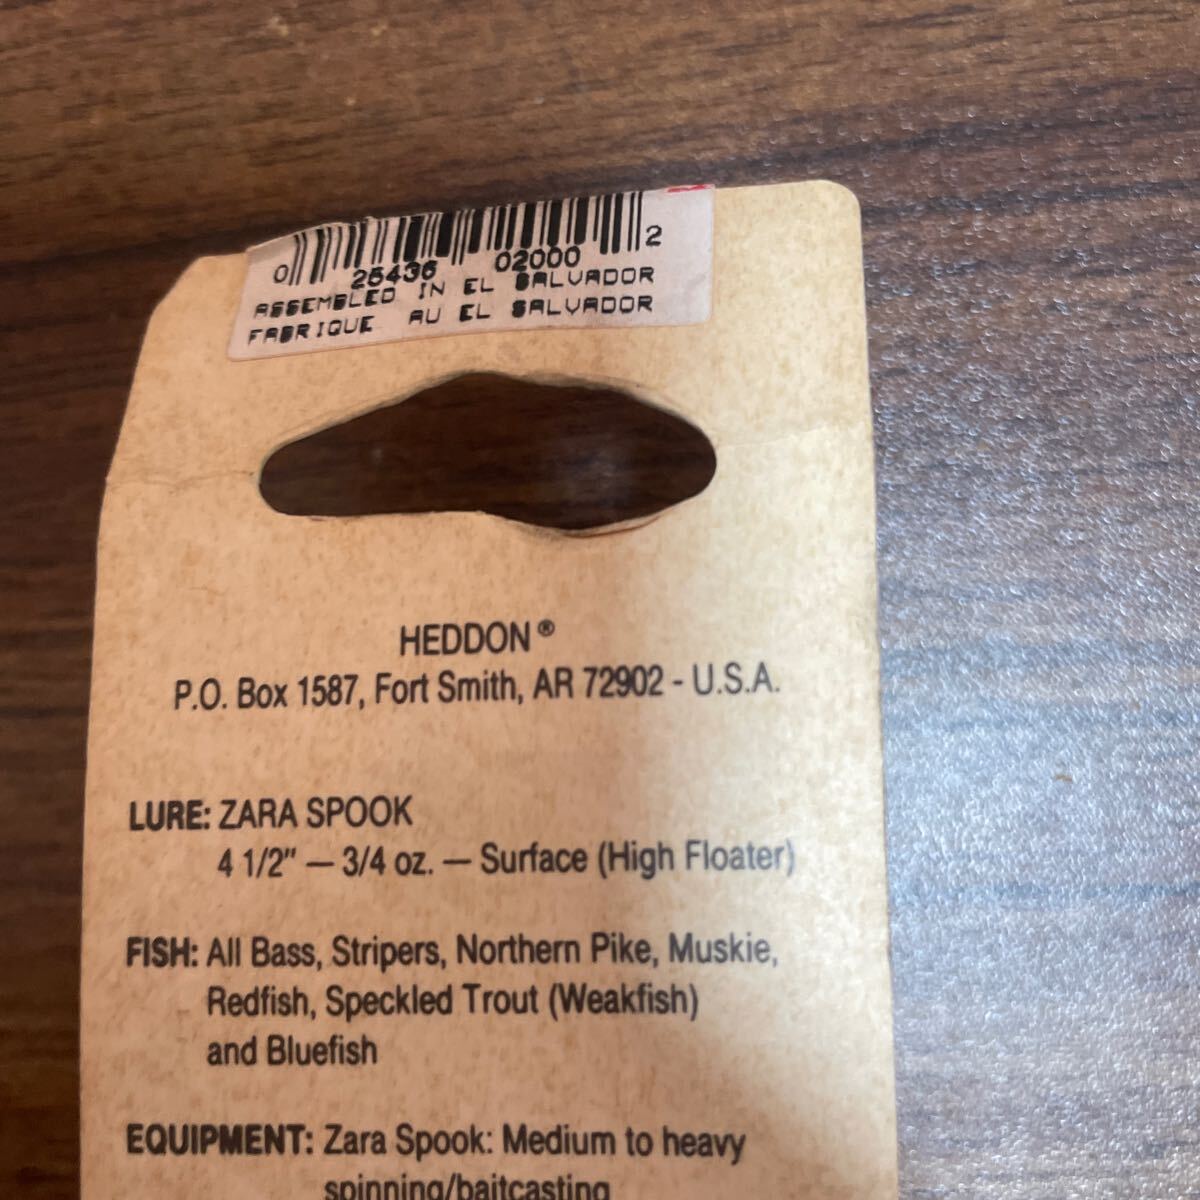 0 25436 02000 2
ASSEMBLED IN EL SALVADOR
FABRIQUE AU EL SALVADOR
HEDDON®
P.O. Box 1587, Fort Smith, AR 72902 - U.S.A.
LURE: ZARA SPOOK
4 1/2" — 3/4 oz. — Surface (High Floater)
FISH: All Bass, Stripers, Northern Pike, Muskie,
Redfish, Speckled Trout (Weakfish)
and Bluefish
EQUIPMENT: Zara Spook: Medium to heavy
spinning/baitcasting